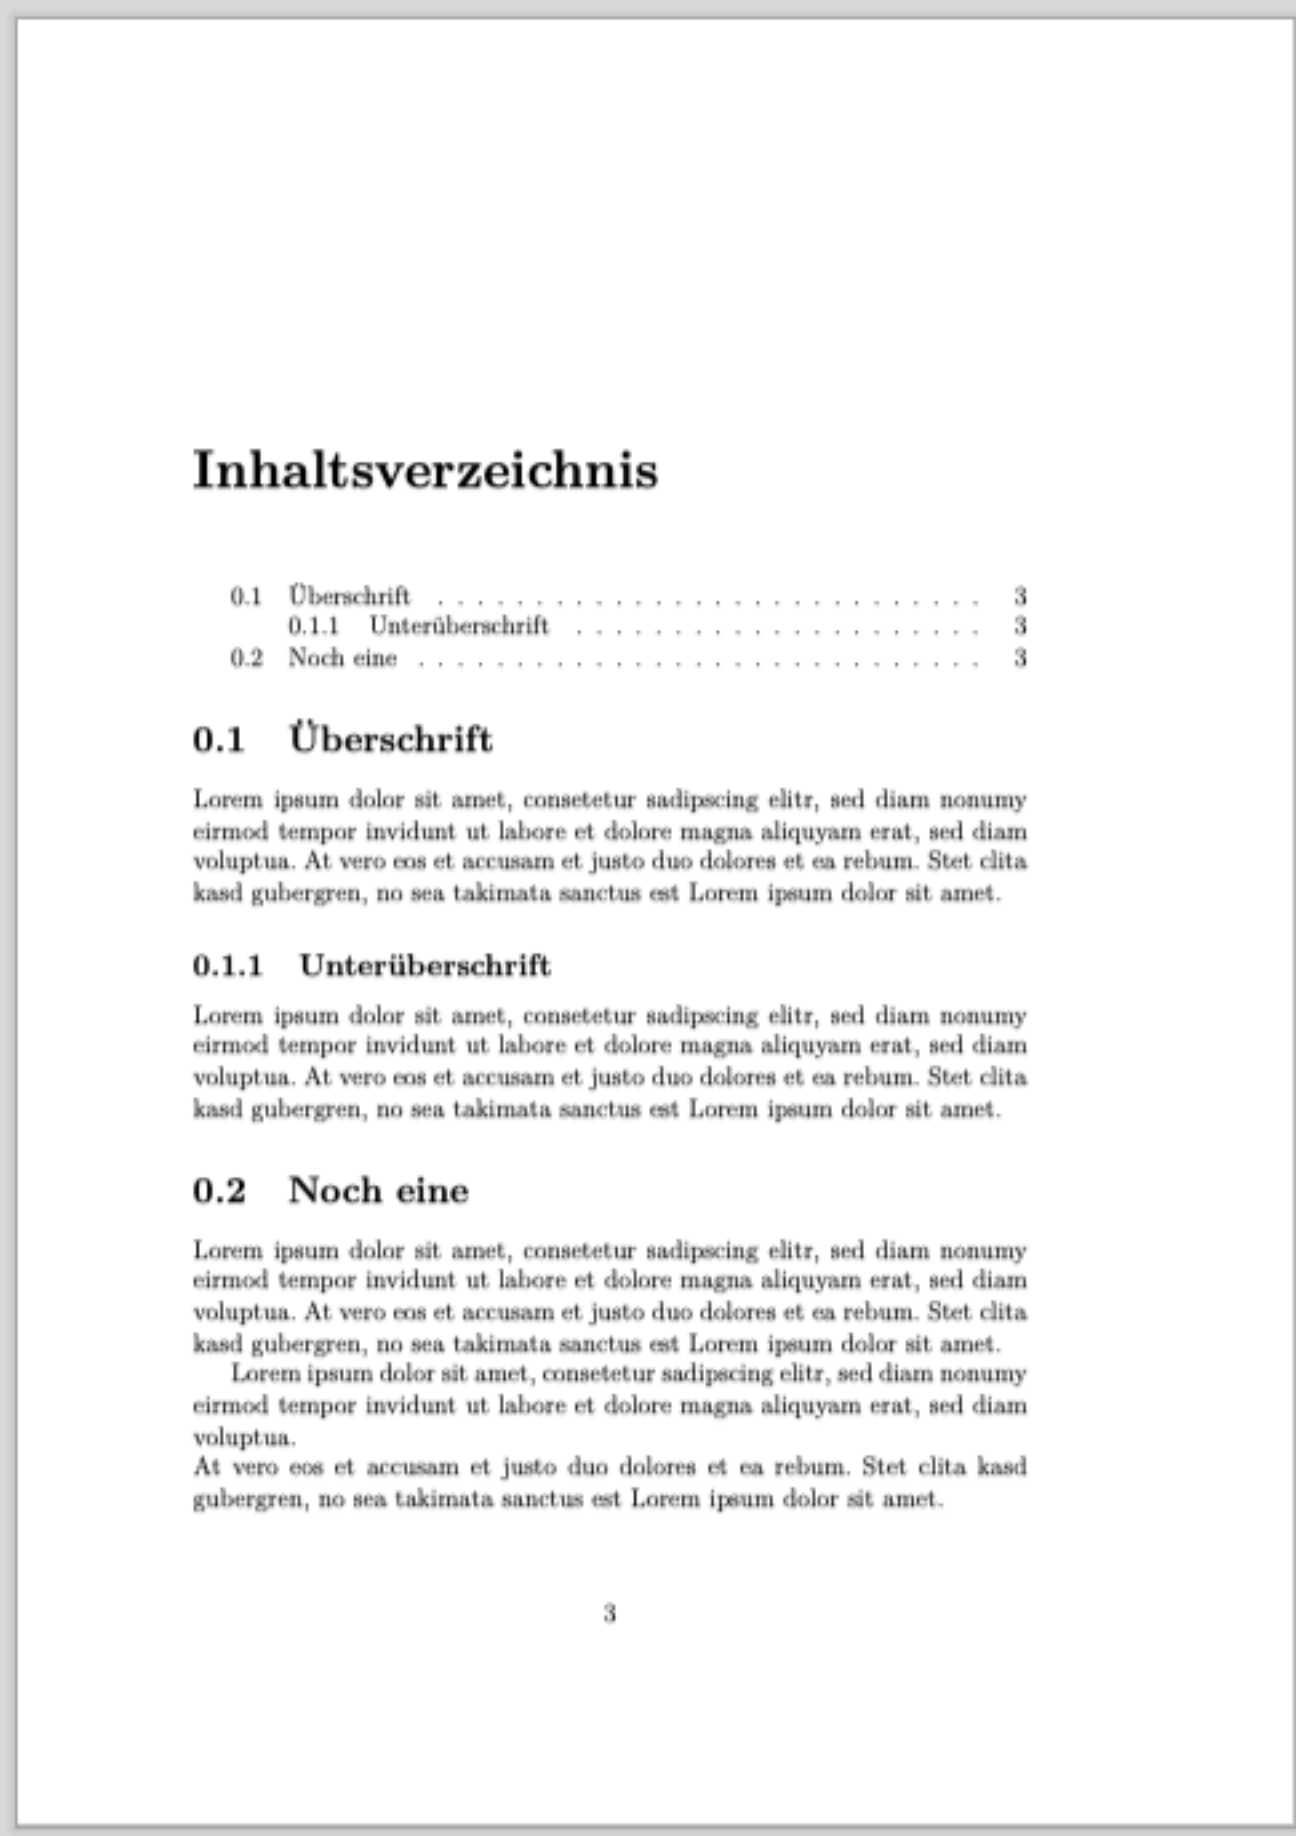 Inhaltsverzeichnis
0.1 Überschrift . . . . . . . . . . . . . . . . . . . . . . . . . . . . 3
0.1.1 Unterüberschrift . . . . . . . . . . . . . . . . . . . . . 3
0.2 Noch eine . . . . . . . . . . . . . . . . . . . . . . . . . . . . . 3
0.1 Überschrift
Lorem ipsum dolor sit amet, consetetur sadipscing elitr, sed diam nonumy
eirmod tempor invidunt ut labore et dolore magna aliquyam erat, sed diam
voluptua. At vero eos et accusam et justo duo dolores et ea rebum. Stet clita
kasd gubergren, no sea takimata sanctus est Lorem ipsum dolor sit amet.
0.1.1 Unterüberschrift
Lorem ipsum dolor sit amet, consetetur sadipscing elitr, sed diam nonumy
eirmod tempor invidunt ut labore et dolore magna aliquyam erat, sed diam
voluptua. At vero eos et accusam et justo duo dolores et ea rebum. Stet clita
kasd gubergren, no sea takimata sanctus est Lorem ipsum dolor sit amet.
0.2 Noch eine
Lorem ipsum dolor sit amet, consetetur sadipscing elitr, sed diam nonumy
eirmod tempor invidunt ut labore et dolore magna aliquyam erat, sed diam
voluptua. At vero eos et accusam et justo duo dolores et ea rebum. Stet clita
kasd gubergren, no sea takimata sanctus est Lorem ipsum dolor sit amet.
Lorem ipsum dolor sit amet, consetetur sadipscing elitr, sed diam nonumy
eirmod tempor invidunt ut labore et dolore magna aliquyam erat, sed diam
voluptua.
At vero eos et accusam et justo duo dolores et ea rebum. Stet clita kasd
gubergren, no sea takimata sanctus est Lorem ipsum dolor sit amet.
3